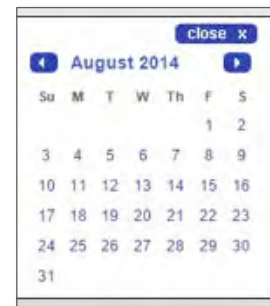 close x
August 2014
Su M T W Th F S
1 2
3 4 5 6 7 8 9
10 11 12 13 14 15 16
17 18 19 20 21 22 23
24 25 26 27 28 29 30
31